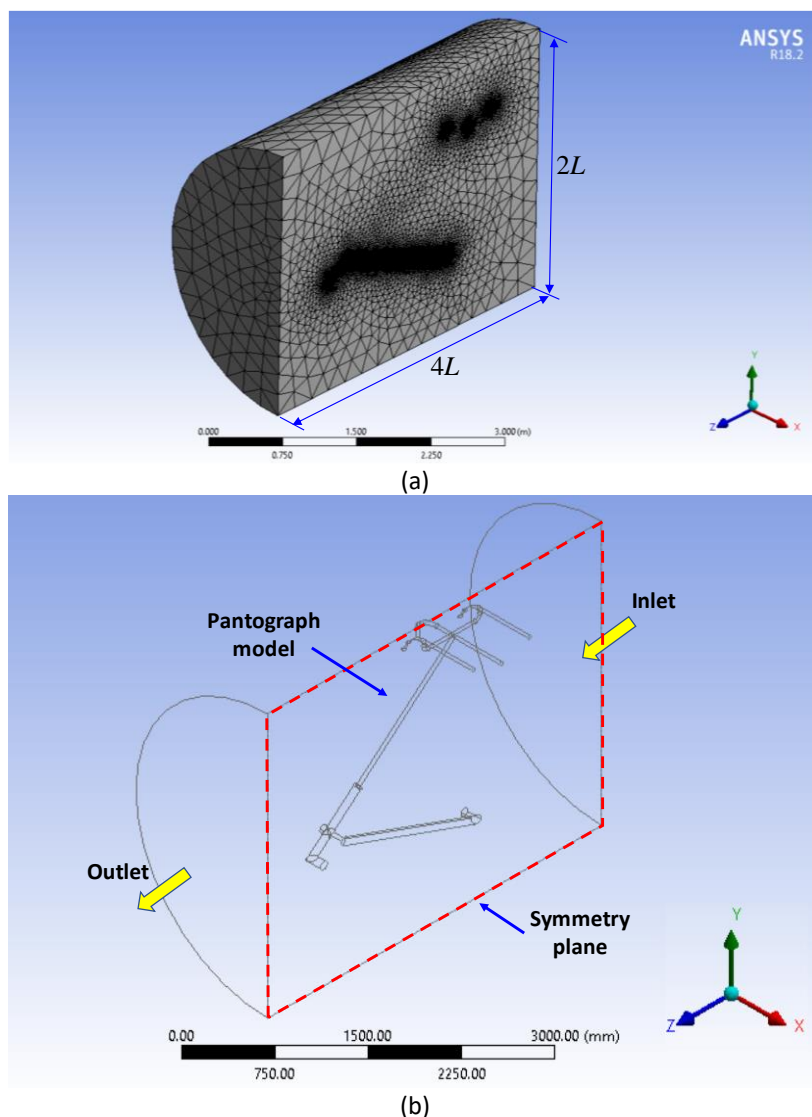 ANSYS
R18.2
2L
4L
Y
Z
X
0.000
1.500
3.000 (m)
0.750
2.250
(a)
Inlet
Pantograph
model
Outlet
Symmetry
plane
Y
Z
X
0.00
1500.00
3000.00 (mm)
750.00
2250.00
(b)